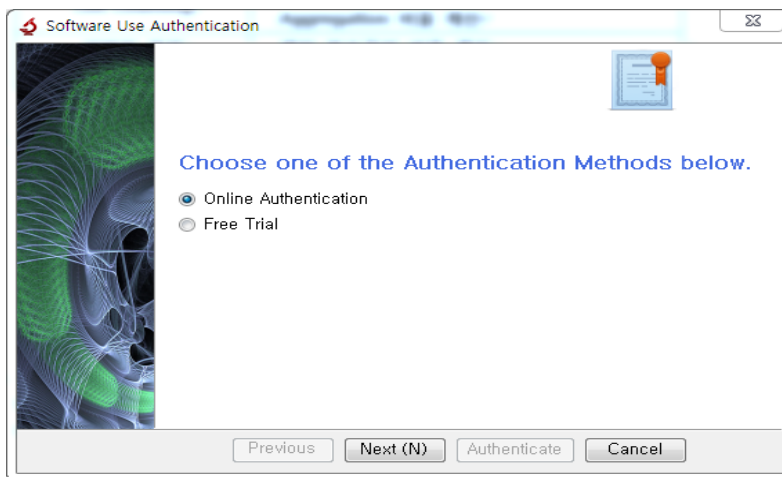 Software Use Authentication
Choose one of the Authentication Methods below.
Online Authentication
Free Trial
Previous
Next (N)
Authenticate
Cancel